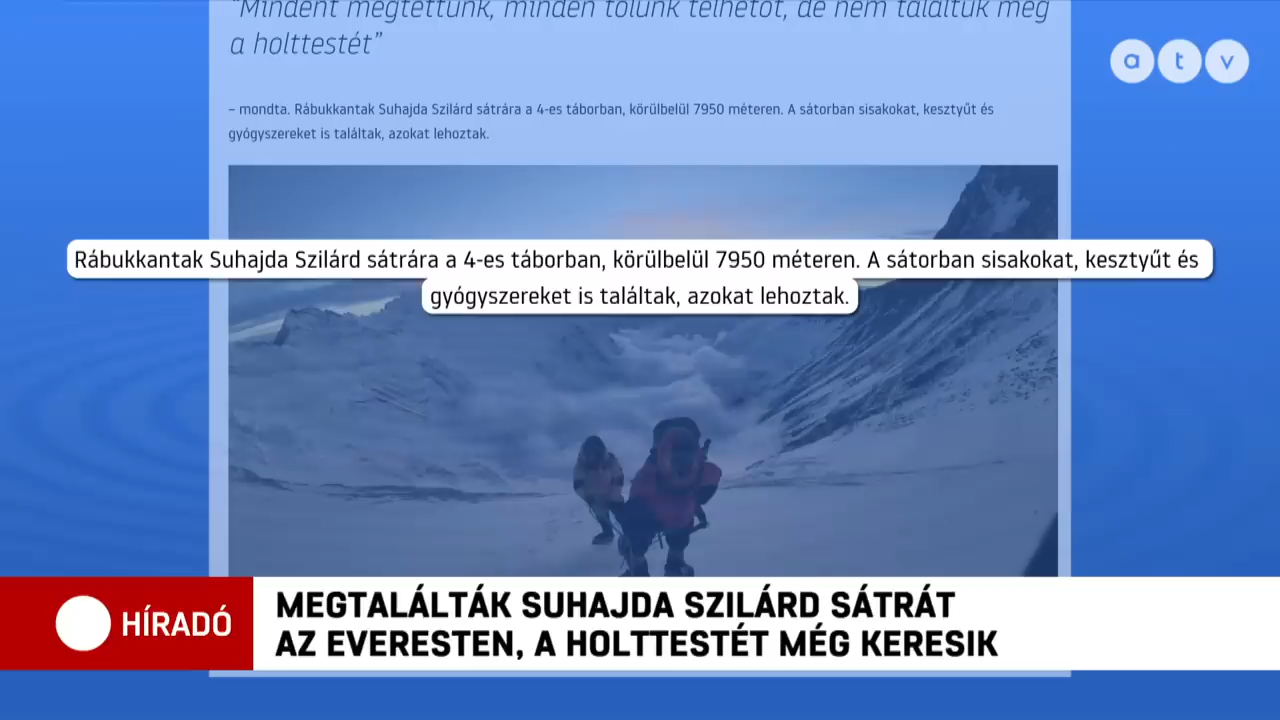 "Mindent megtettünk, minden tőlünk telhetőt, de nem találtuk meg
a holttestét"
a t v
– mondta. Rábukkantak Suhajda Szilárd sátrára a 4-es táborban, körülbelül 7950 méteren. A sátorban sisakokat, kesztyűt és
gyógyszereket is találtak, azokat lehoztak.
Rábukkantak Suhajda Szilárd sátrára a 4-es táborban, körülbelül 7950 méteren. A sátorban sisakokat, kesztyűt és
gyógyszereket is találtak, azokat lehoztak.
HÍRADÓ
MEGTALÁLTÁK SUHAJDA SZILÁRD SÁTRÁT
AZ EVERESTEN, A HOLTTESTÉT MÉG KERESIK